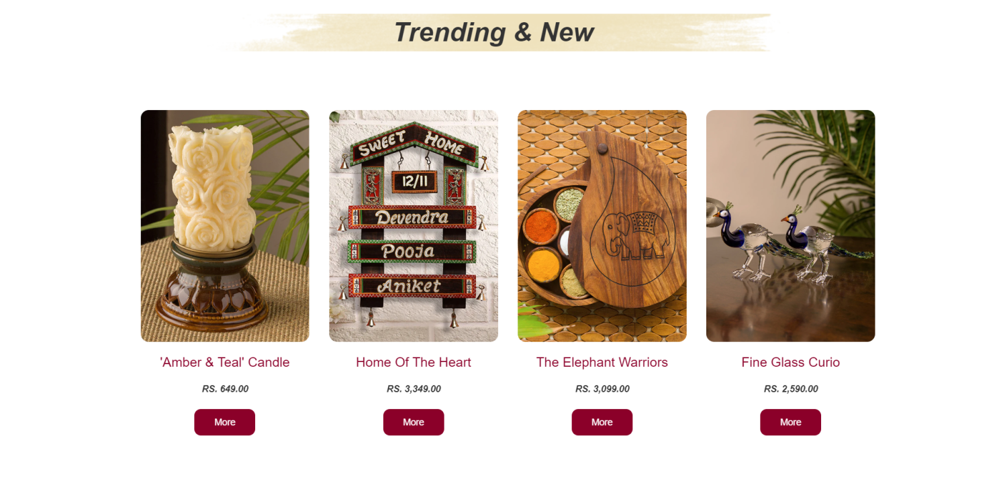 Trending & New
SWEET HOME
12/11
Devendra
Pooja
Aniket
'Amber & Teal' Candle
Home Of The Heart
The Elephant Warriors
Fine Glass Curio
RS. 649.00
RS. 3,349.00
RS. 3,099.00
RS. 2,590.00
More
More
More
More